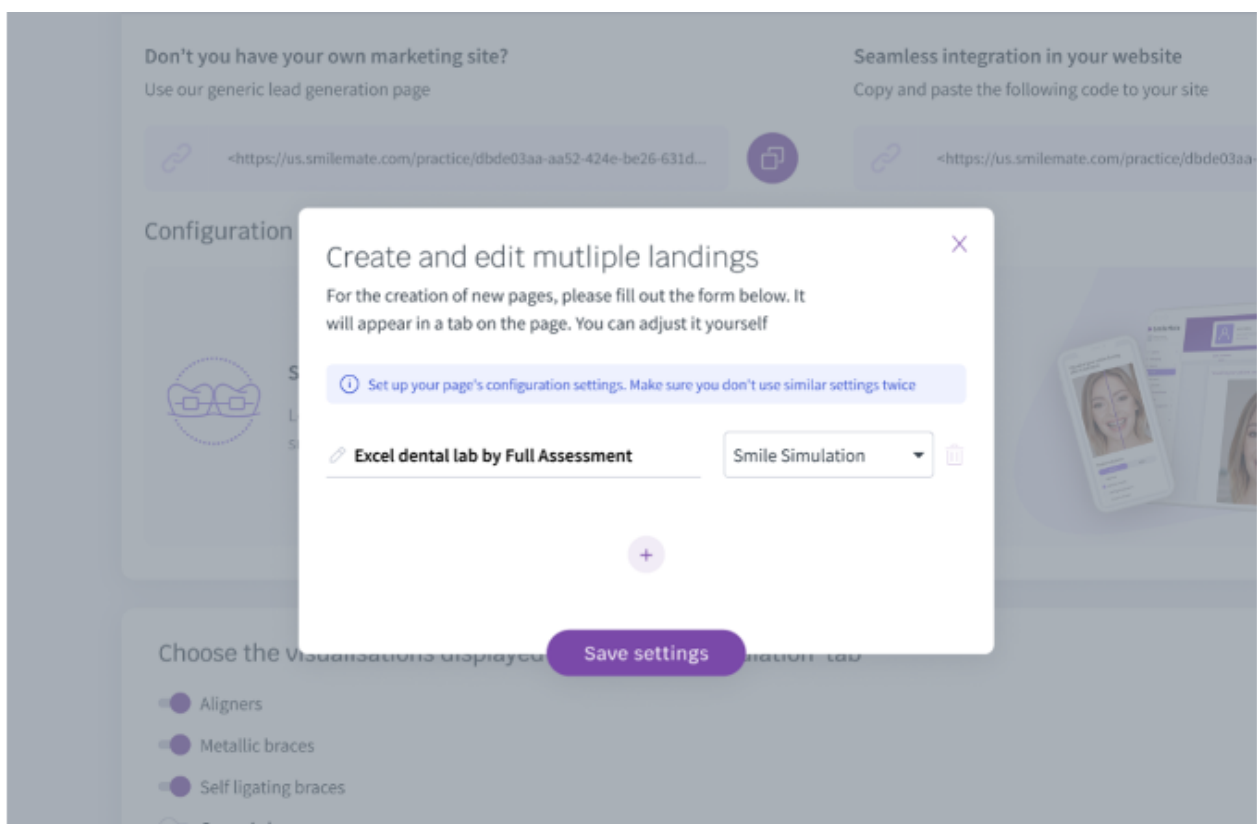 Don't you have your own marketing site?
Use our generic lead generation page
<https://us.smilemate.com/practice/dbde03aa-aa52-424e-be26-631d...
Seamless integration in your website
Copy and paste the following code to your site
<https://us.smilemate.com/practice/dbde03aa-
Configuration
Create and edit mutliple landings
For the creation of new pages, please fill out the form below. It
will appear in a tab on the page. You can adjust it yourself
Set up your page's configuration settings. Make sure you don't use similar settings twice
Excel dental lab by Full Assessment
Smile Simulation
+
Save settings
Choose the visualisations displayed
tab
Aligners
Metallic braces
Self ligating braces